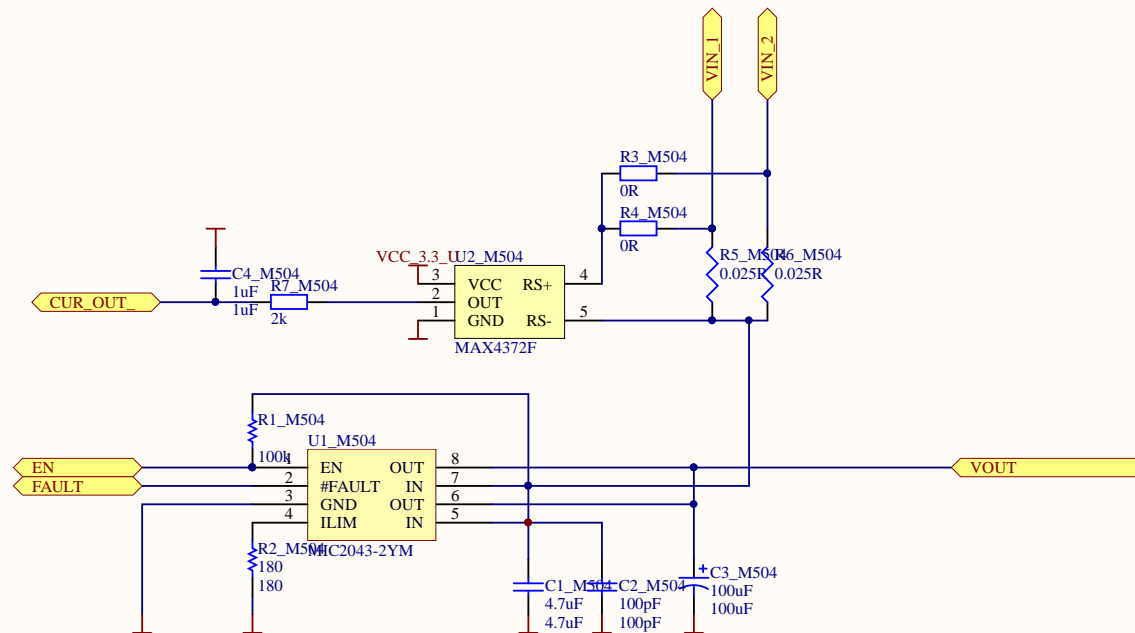 VIN_1
VIN_2
R3_M504
0R
R4_M504
0R
VCC_3.3_U
U2_M504
R5_M504
0.025R
R6_M504
0.025R
C4_M504
1uF
1uF
R7_M504
2k
CUR_OUT_
3
2
1
VCC
OUT
GND
RS+
RS-
4
5
MAX4372F
R1_M504
100k
U1_M504
EN
FAULT
1
2
3
4
EN
#FAULT
GND
ILIM
OUT
IN
OUT
IN
8
7
6
5
VOUT
R2_M504
180
180
MIC2043-2YM
C1_M504
4.7uF
4.7uF
C2_M504
100pF
100pF
+
C3_M504
100uF
100uF